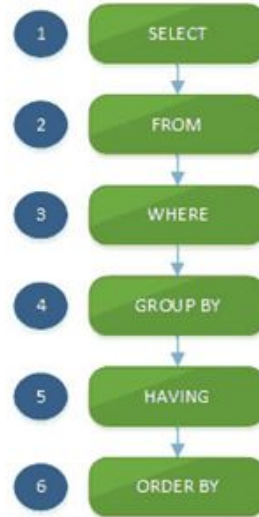 1 SELECT
2 FROM
3 WHERE
4 GROUP BY
5 HAVING
6 ORDER BY